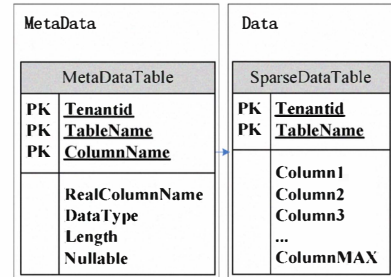 MetaData
MetaDataTable
PK Tenantid
PK TableName
PK ColumnName
RealColumnName
DataType
Length
Nullable
Data
SparseDataTable
PK Tenantid
PK TableName
Column1
Column2
Column3
...
ColumnMAX